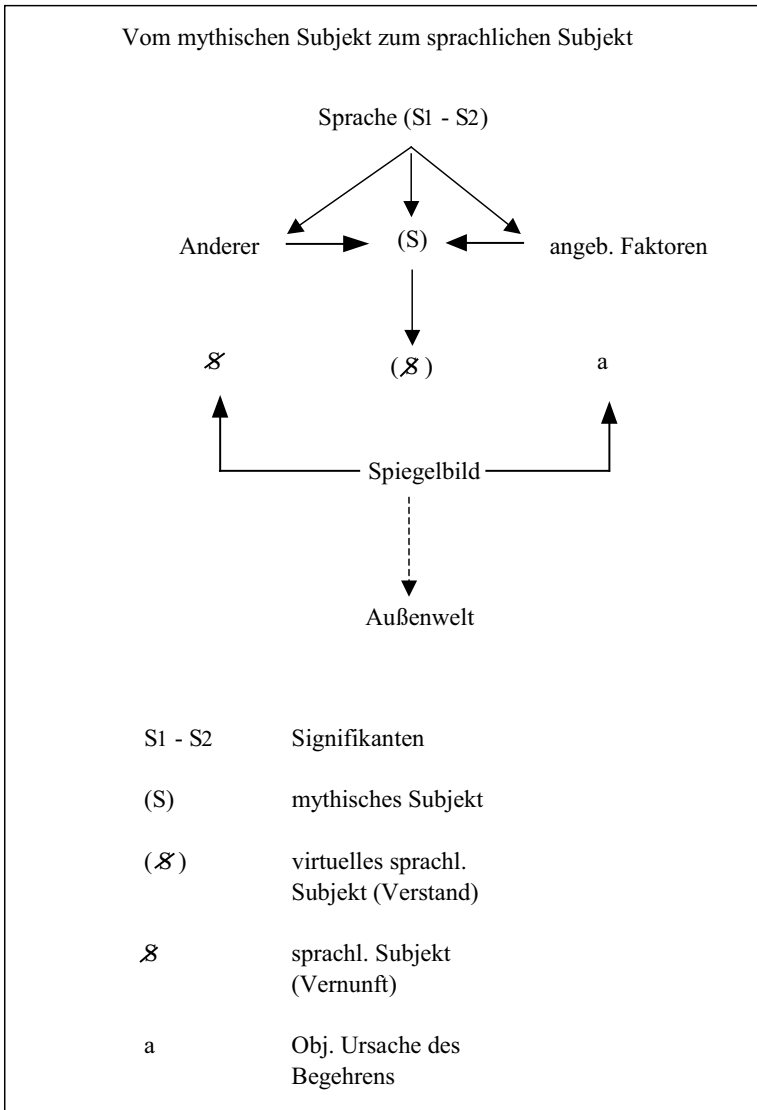 Vom mythischen Subjekt zum sprachlichen Subjekt
Sprache (S1 - S2)
Anderer (S) angeb. Faktoren
$ ($) a
Spiegelbild
Außenwelt
S1 - S2 Signifikanten
(S) mythisches Subjekt
($) virtuelles sprachl.
Subjekt (Verstand)
$ sprachl. Subjekt
(Vernunft)
a Obj. Ursache des
Begehrens